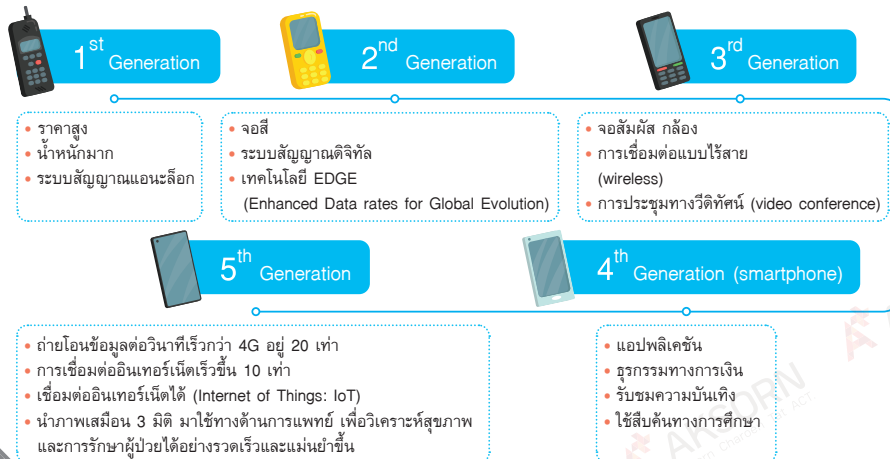 1st Generation
2nd Generation
3rd Generation
• ราคาสูง
• น้ำหนักมาก
• ระบบสัญญาณแอนะล็อก
• จอสี
• ระบบสัญญาณดิจิทัล
• เทคโนโลยี EDGE
(Enhanced Data rates for Global Evolution)
• จอสัมผัส กล้อง
• การเชื่อมต่อแบบไร้สาย
(wireless)
• การประชุมทางวีดิทัศน์ (video conference)
4th Generation (smartphone)
• แอปพลิเคชัน
• ธุรกรรมทางการเงิน
• รับชมความบันเทิง
• ใช้สืบค้นทางการศึกษา
5th Generation
• ถ่ายโอนข้อมูลต่อวินาทีเร็วกว่า 4G อยู่ 20 เท่า
• การเชื่อมต่ออินเทอร์เน็ตเร็วขึ้น 10 เท่า
• เชื่อมต่ออินเทอร์เน็ตได้ (Internet of Things: IoT)
• นำภาพเสมือน 3 มิติ มาใช้ทางด้านการแพทย์ เพื่อวิเคราะห์สุขภาพ
และการรักษาผู้ป่วยได้อย่างรวดเร็วและแม่นยำขึ้น
AKSORN